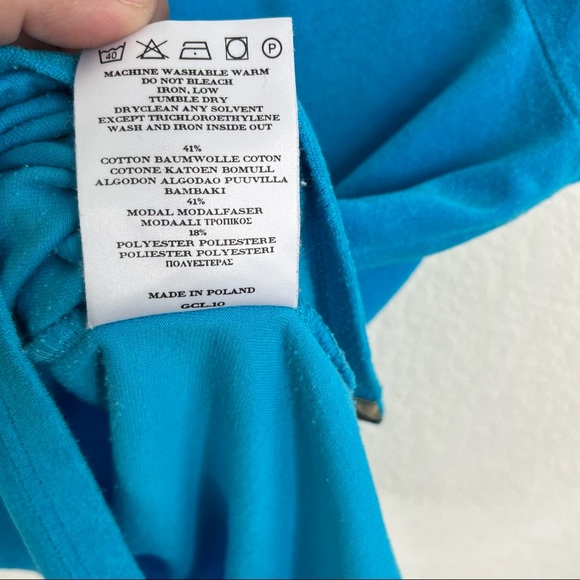 40 P
MACHINE WASHABLE WARM
DO NOT BLEACH
IRON, LOW
TUMBLE DRY
DRYCLEAN ANY SOLVENT
EXCEPT TRICHLOROETHYLENE
WASH AND IRON INSIDE OUT
41%
COTTON BAUMWOLLE COTON
COTONE KATOEN BOMULL
ALGODON ALGODAO PUUVILLA
BAMBAKI
41%
MODAL MODALFASER
MODAALI ΤΡΟΠΙΚΟΣ
18%
POLYESTER POLIESTERE
POLIESTER POLYESTERI
ΠΟΛΥΕΣΤΕΡΑΣ
MADE IN POLAND
GCL.10